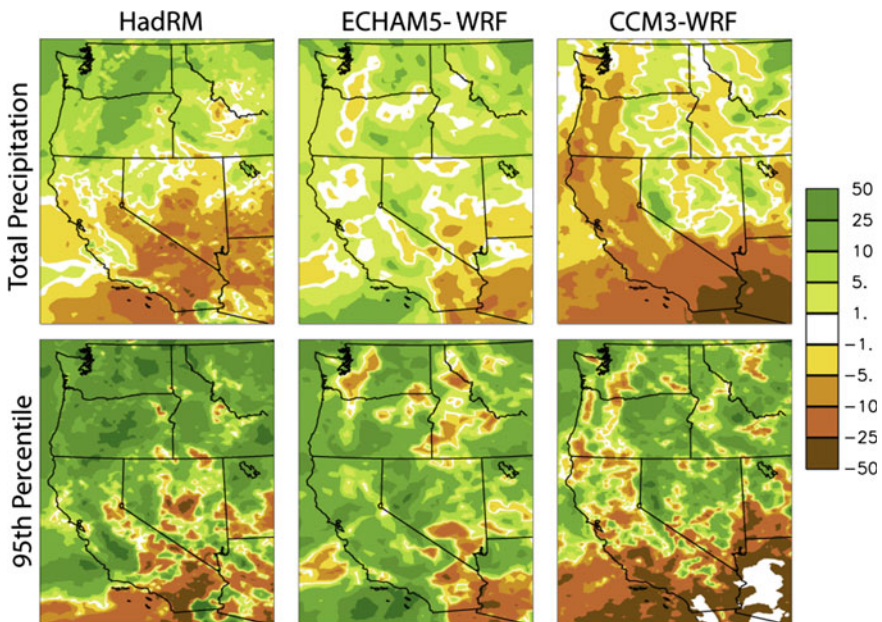 HadRM
ECHAM5- WRF
CCM3-WRF
Total Precipitation
95th Percentile
50
25
10
5.
1.
-1.
-5.
-10
-25
-50